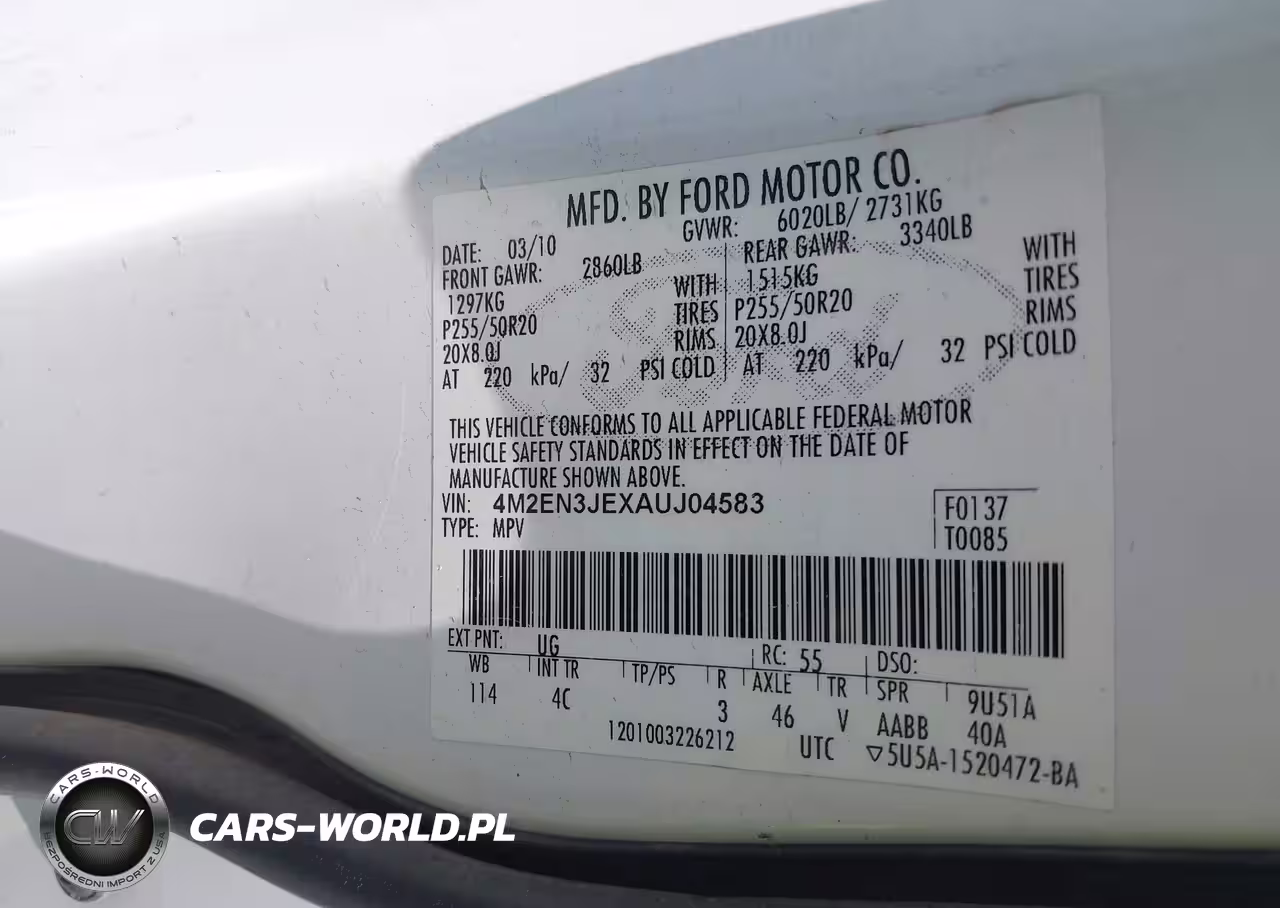 MFD. BY FORD MOTOR CO.
DATE: 03/10 GVWR: 6020LB/ 2731KG
FRONT GAWR: 2860LB REAR GAWR: 3340LB
1297KG WITH 1515KG WITH
P255/50R20 TIRES P255/50R20 TIRES
20X8.0J RIMS 20X8.0J RIMS
AT 220 kPa/ 32 PSI COLD AT 220 kPa/ 32 PSI COLD
THIS VEHICLE CONFORMS TO ALL APPLICABLE FEDERAL MOTOR
VEHICLE SAFETY STANDARDS IN EFFECT ON THE DATE OF
MANUFACTURE SHOWN ABOVE.
VIN: 4M2EN3JEXAUJ04583 F0137
TYPE: MPV T0085
EXT PNT: UG RC: 55 DSO:
WB INT TR TP/PS R AXLE TR SPR 9U51A
114 4C 3 46 V AABB 40A
1201003226212 UTC ▽5U5A-1520472-BA
CARS-WORLD
CW
BEZPOŚREDNI IMPORT Z USA
CARS-WORLD.PL